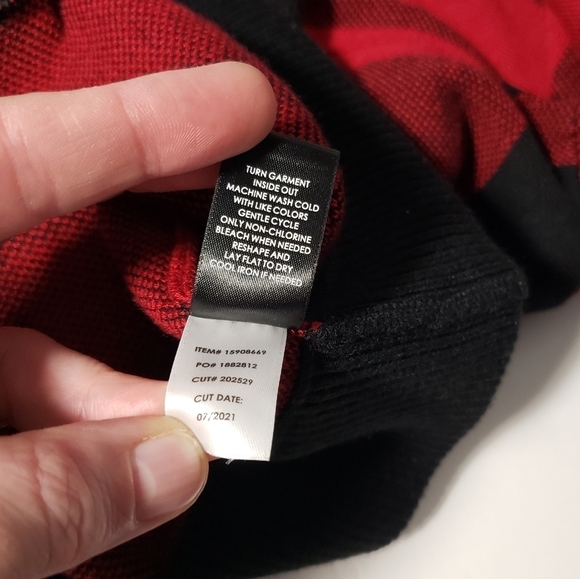 TURN GARMENT
INSIDE OUT
MACHINE WASH COLD
WITH LIKE COLORS
GENTLE CYCLE
ONLY NON-CHLORINE
BLEACH WHEN NEEDED
RESHAPE AND
LAY FLAT TO DRY
COOL IRON IF NEEDED
ITEM# 15908669
PO# 1882812
CUT# 202529
CUT DATE:
07/2021